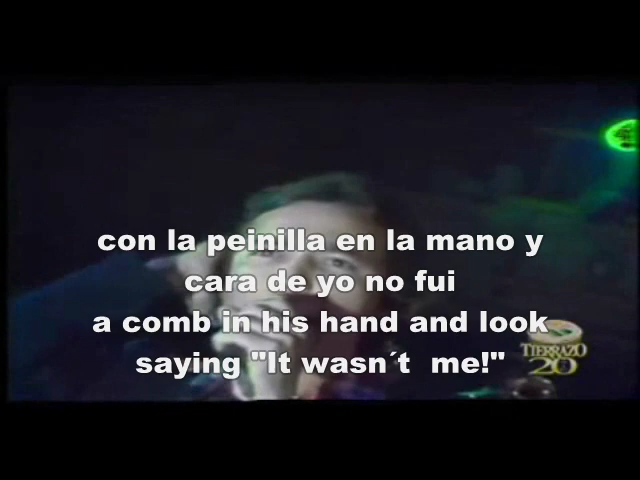 con la peinilla en la mano y
cara de yo no fui
a comb in his hand and look
saying "It wasn´t  me!"
TIERRAZO
20